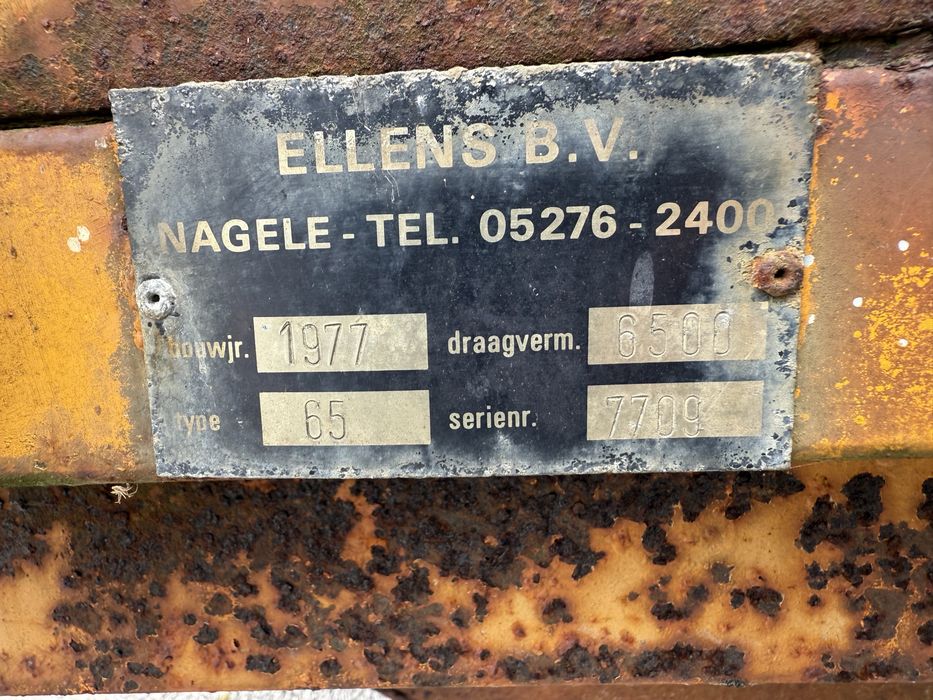 ELLENS B.V.
NAGELE - TEL. 05276 - 2400
bouwjr. 1977 draagverm. 6500
type 65 serienr. 7709